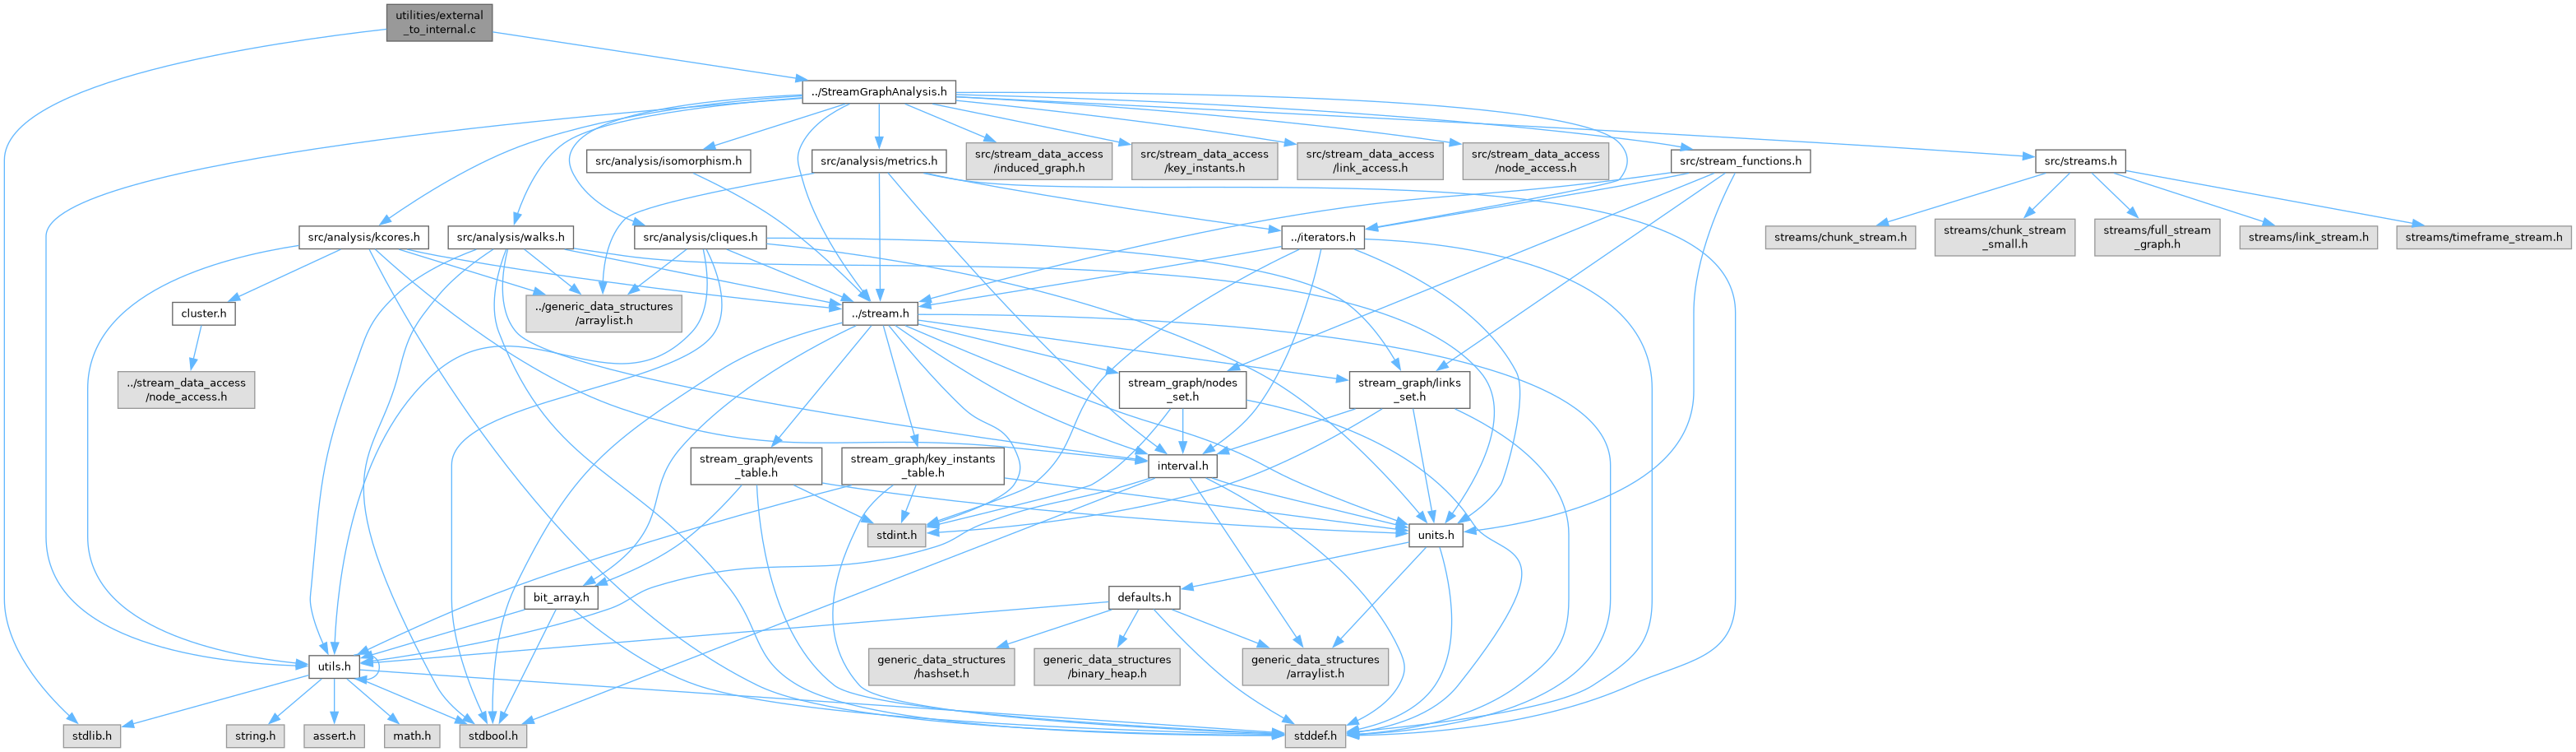 utilities/external
_to_internal.c
../StreamGraphAnalysis.h
src/analysis/isomorphism.h
src/analysis/metrics.h
src/stream_data_access
/induced_graph.h
src/stream_data_access
/key_instants.h
src/stream_data_access
/link_access.h
src/stream_data_access
/node_access.h
src/stream_functions.h
src/streams.h
src/analysis/kcores.h
src/analysis/walks.h
src/analysis/cliques.h
../iterators.h
streams/chunk_stream.h
streams/chunk_stream
_small.h
streams/full_stream
_graph.h
streams/link_stream.h
streams/timeframe_stream.h
cluster.h
../generic_data_structures
/arraylist.h
../stream.h
../stream_data_access
/node_access.h
stream_graph/nodes
_set.h
stream_graph/links
_set.h
stream_graph/events
_table.h
stream_graph/key_instants
_table.h
interval.h
stdint.h
units.h
bit_array.h
defaults.h
utils.h
generic_data_structures
/hashset.h
generic_data_structures
/binary_heap.h
generic_data_structures
/arraylist.h
stdlib.h
string.h
assert.h
math.h
stdbool.h
stddef.h